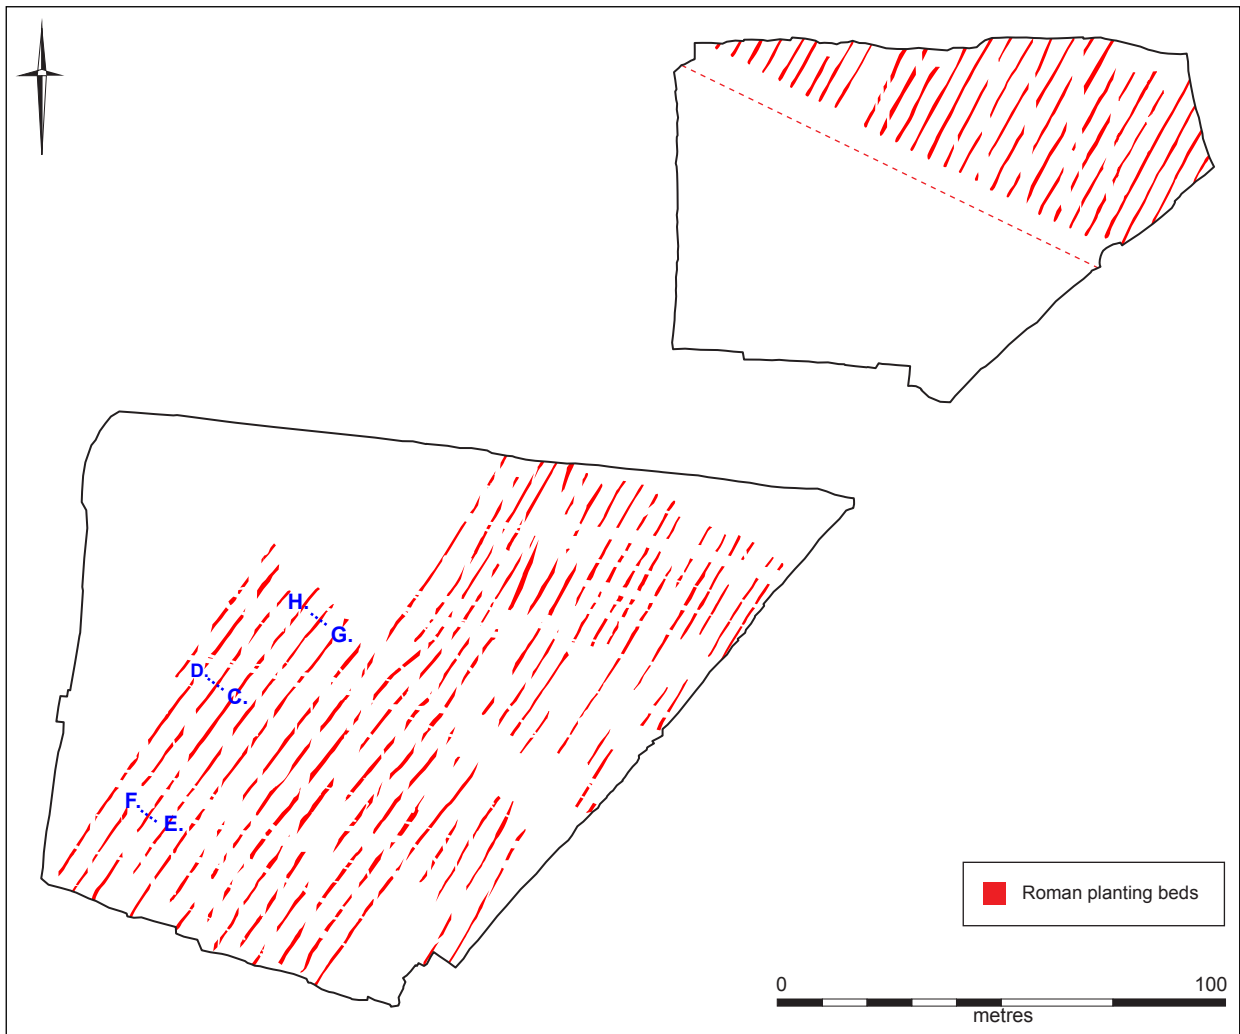 H.
G.
D.
C.
F.
E.
Roman planting beds
0 100
metres